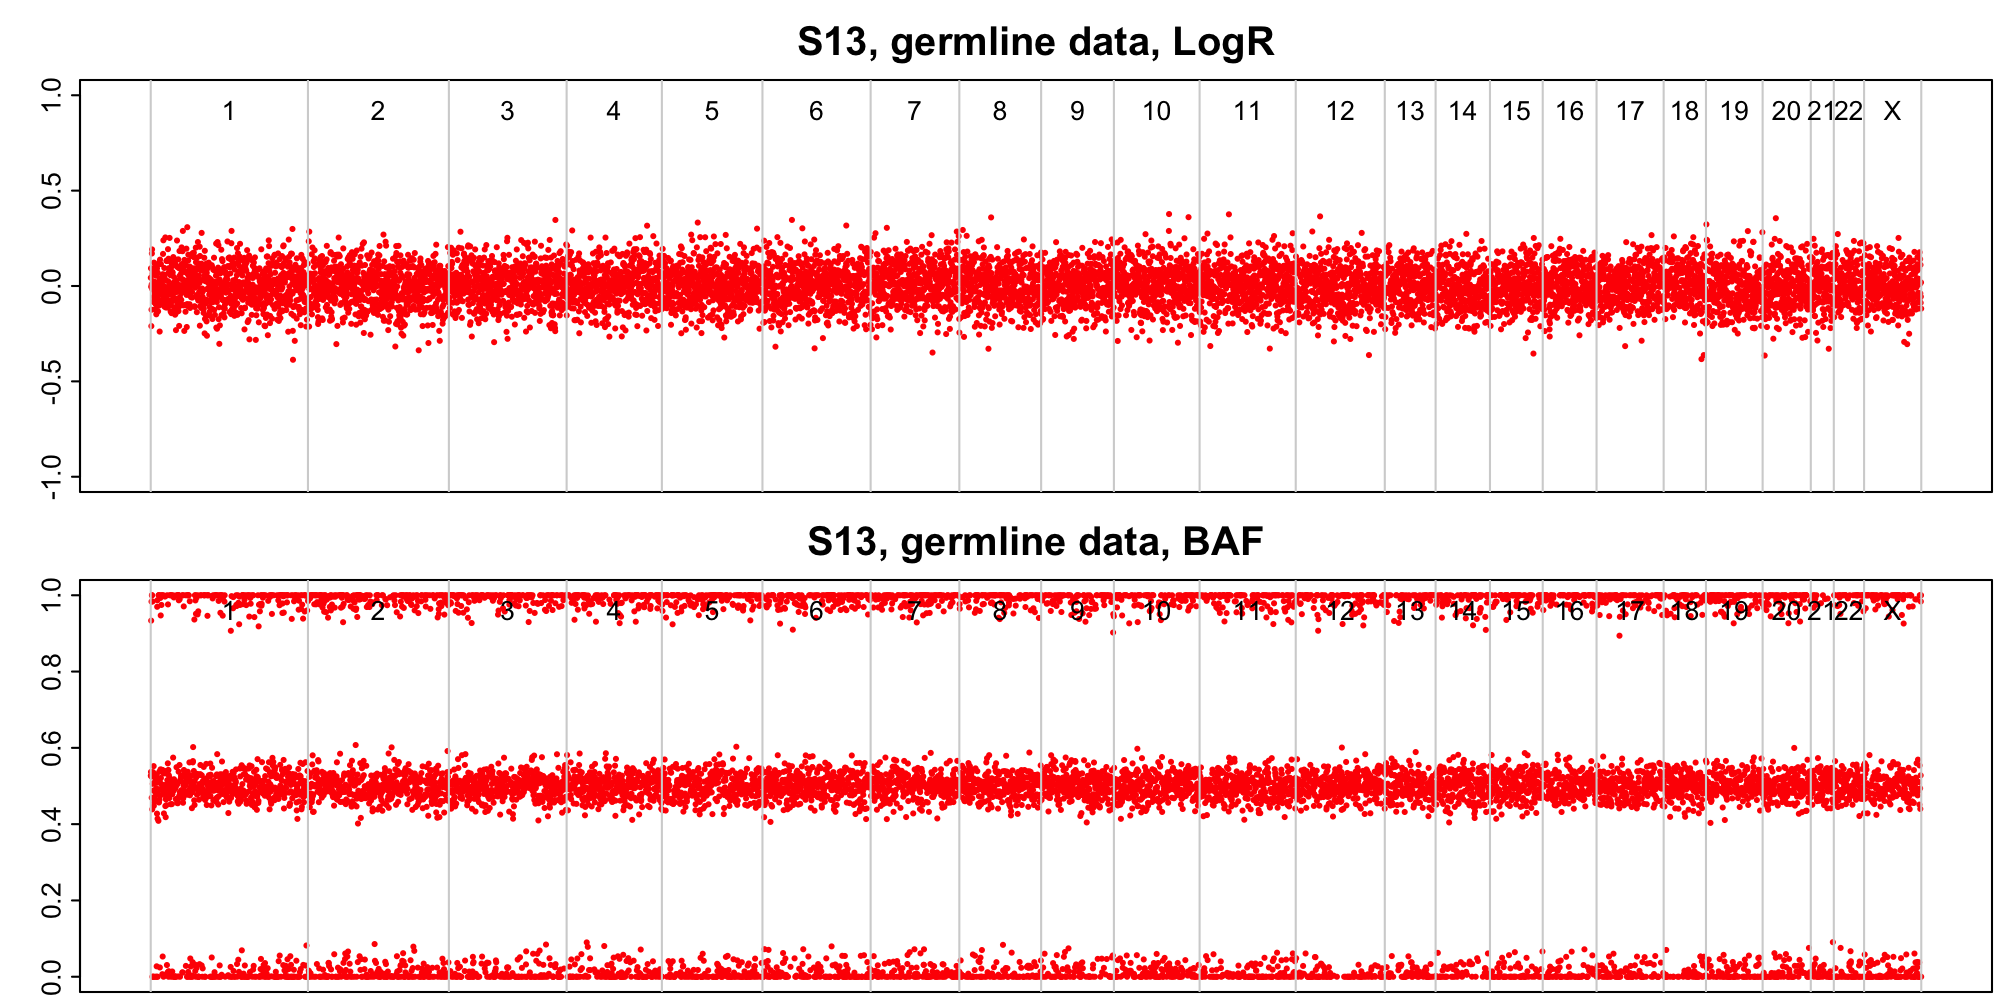 S13, germline data, LogR
1.0
0.5
0.0
-0.5
-1.0
1 2 3 4 5 6 7 8 9 10 11 12 13 14 15 16 17 18 19 20 21 22 X
S13, germline data, BAF
1.0
0.8
0.6
0.4
0.2
0.0
1 2 3 4 5 6 7 8 9 10 11 12 13 14 15 16 17 18 19 20 21 22 X